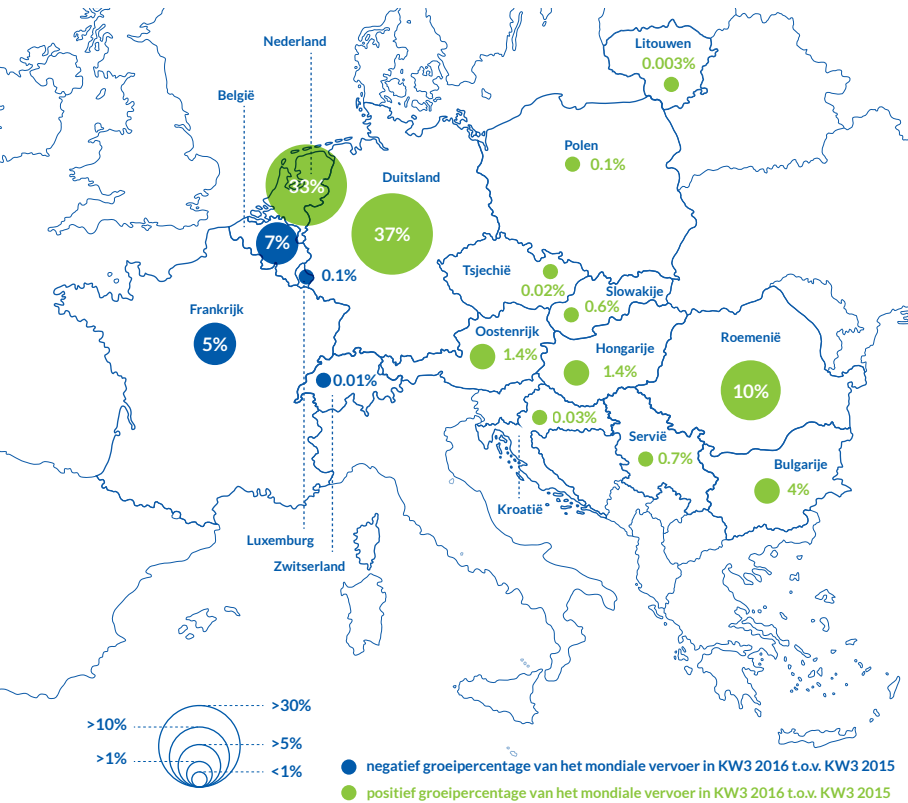 Nederland
België
Litouwen
0.003%
Polen
0.1%
Duitsland
33%
37%
7%
0.1%
Tsjechië
0.02%
Slowakije
0.6%
Frankrijk
5%
Oostenrijk
1.4%
Hongarije
1.4%
Roemenië
10%
0.01%
0.03%
Servië
0.7%
Bulgarije
4%
Kroatië
Luxemburg
Zwitserland
>30%
>10%
>5%
>1%
<1%
negatief groeipercentage van het mondiale vervoer in KW3 2016 t.o.v. KW3 2015
positief groeipercentage van het mondiale vervoer in KW3 2016 t.o.v. KW3 2015